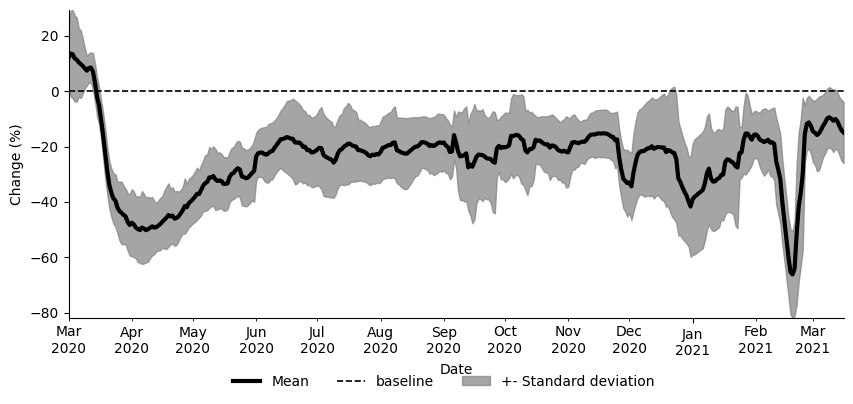 Change (%)
20
0
−20
−40
−60
−80
Mar Apr May Jun Jul Aug Sep Oct Nov Dec Jan Feb Mar
2020 2020 2020 2020 2020 2020 2020 2020 2020 2020 2021 2021 2021
Date
Mean baseline +- Standard deviation